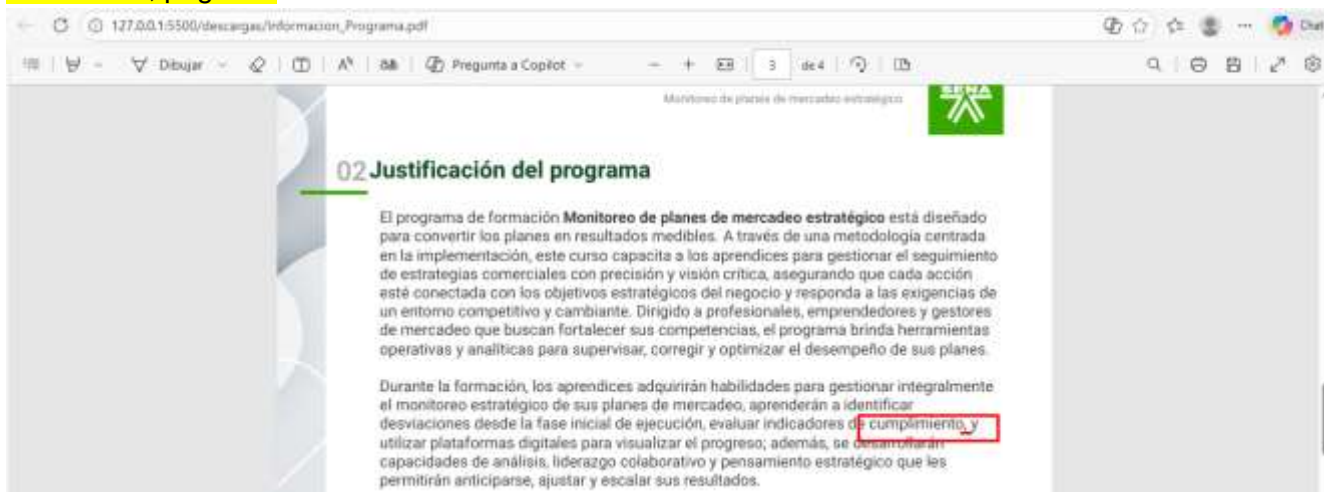 127.0.0.1:5500/descargas/Informacion_Programa.pdf
Chat
Dibujar
Pregunta a Copilot
3 de 4
Monitoreo de planes de mercadeo estratégico
SENA
02 Justificación del programa
El programa de formación Monitoreo de planes de mercadeo estratégico está diseñado
para convertir los planes en resultados medibles. A través de una metodología centrada
en la implementación, este curso capacita a los aprendices para gestionar el seguimiento
de estrategias comerciales con precisión y visión crítica, asegurando que cada acción
esté conectada con los objetivos estratégicos del negocio y responda a las exigencias de
un entorno competitivo y cambiante. Dirigido a profesionales, emprendedores y gestores
de mercadeo que buscan fortalecer sus competencias, el programa brinda herramientas
operativas y analíticas para supervisar, corregir y optimizar el desempeño de sus planes.
Durante la formación, los aprendices adquirirán habilidades para gestionar integralmente
el monitoreo estratégico de sus planes de mercadeo, aprenderán a identificar
desviaciones desde la fase inicial de ejecución, evaluar indicadores de cumplimiento, y
utilizar plataformas digitales para visualizar el progreso; además, se desarrollarán
capacidades de análisis, liderazgo colaborativo y pensamiento estratégico que les
permitirán anticiparse, ajustar y escalar sus resultados.